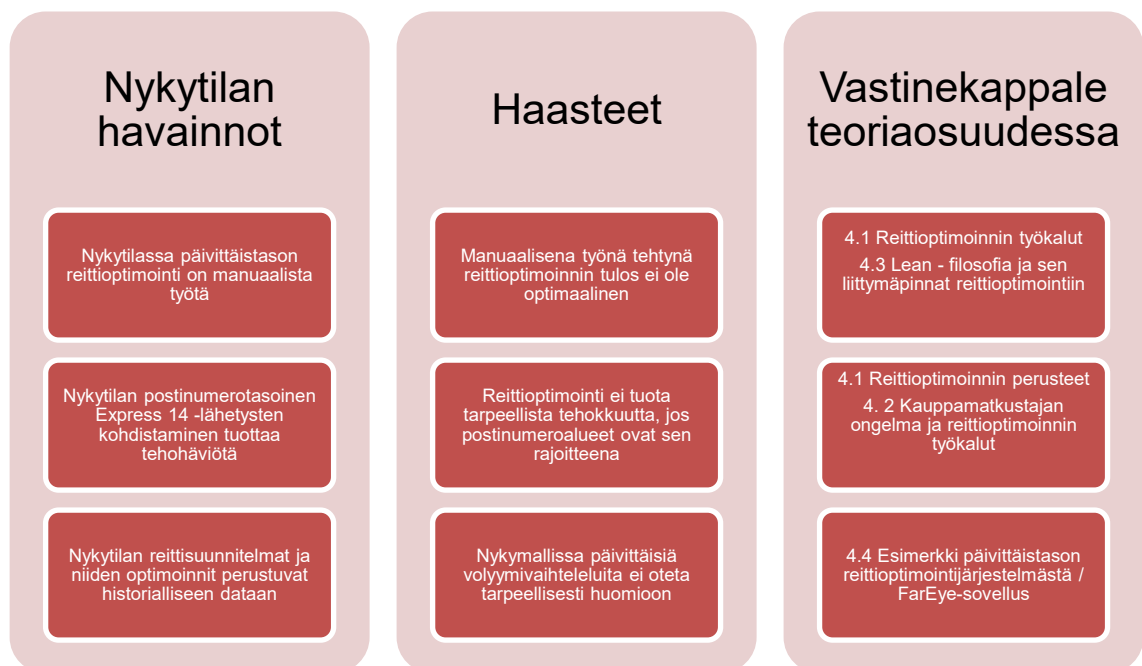 Nykytilan
havainnot
Nykytilassa päivittäistason
reittioptimointi on manuaalista
työtä
Nykytilan postinumerotasoinen
Express 14 -lähetysten
kohdistaminen tuottaa
tehohäviötä
Nykytilan reittisuunnitelmat ja
niiden optimoinnit perustuvat
historialliseen dataan
Haasteet
Manuaalisena työnä tehtynä
reittioptimoinnin tulos ei ole
optimaalinen
Reittioptimointi ei tuota
tarpeellista tehokkuutta, jos
postinumeroalueet ovat sen
rajoitteena
Nykymallissa päivittäisiä
volyymivaihteleluita ei oteta
tarpeellisesti huomioon
Vastinekappale
teoriaosuudessa
4.1 Reittioptimoinnin työkalut
4.3 Lean - filosofia ja sen
liittymäpinnat reittioptimointiin
4.1 Reittioptimoinnin perusteet
4. 2 Kauppamatkustajan
ongelma ja reittioptimoinnin
työkalut
4.4 Esimerkki päivittäistason
reittioptimointijärjestelmästä /
FarEye-sovellus